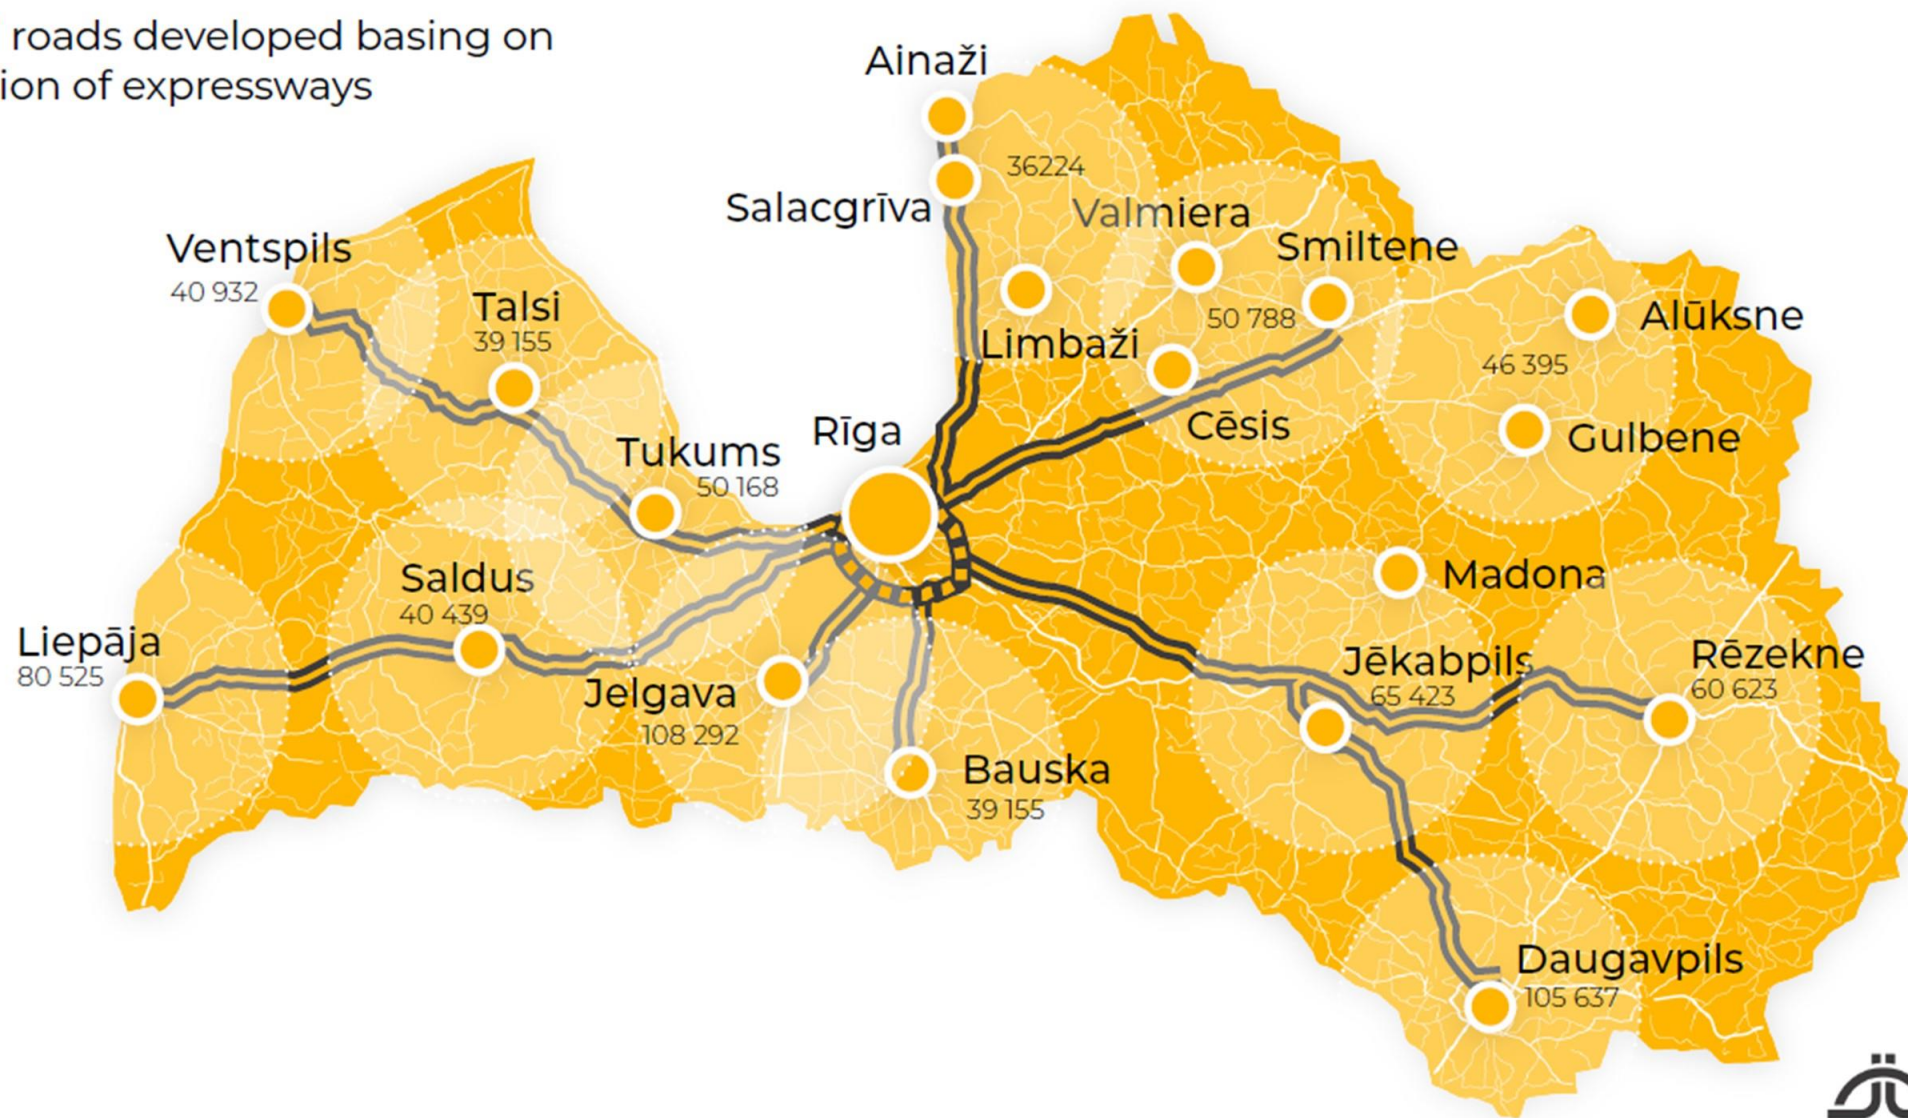 roads developed basing on
ion of expressways
Ainaži
36224
Salacgrīva
Valmiera
Smiltene
50 788
Ventspils
40 932
Talsi
39 155
Limbaži
Alūksne
46 395
Gulbene
Cēsis
Rīga
Tukums
50 168
Madona
Saldus
40 439
Liepāja
80 525
Jelgava
108 292
Jēkabpils
65 423
Rēzekne
60 623
Bauska
39 155
Daugavpils
105 637